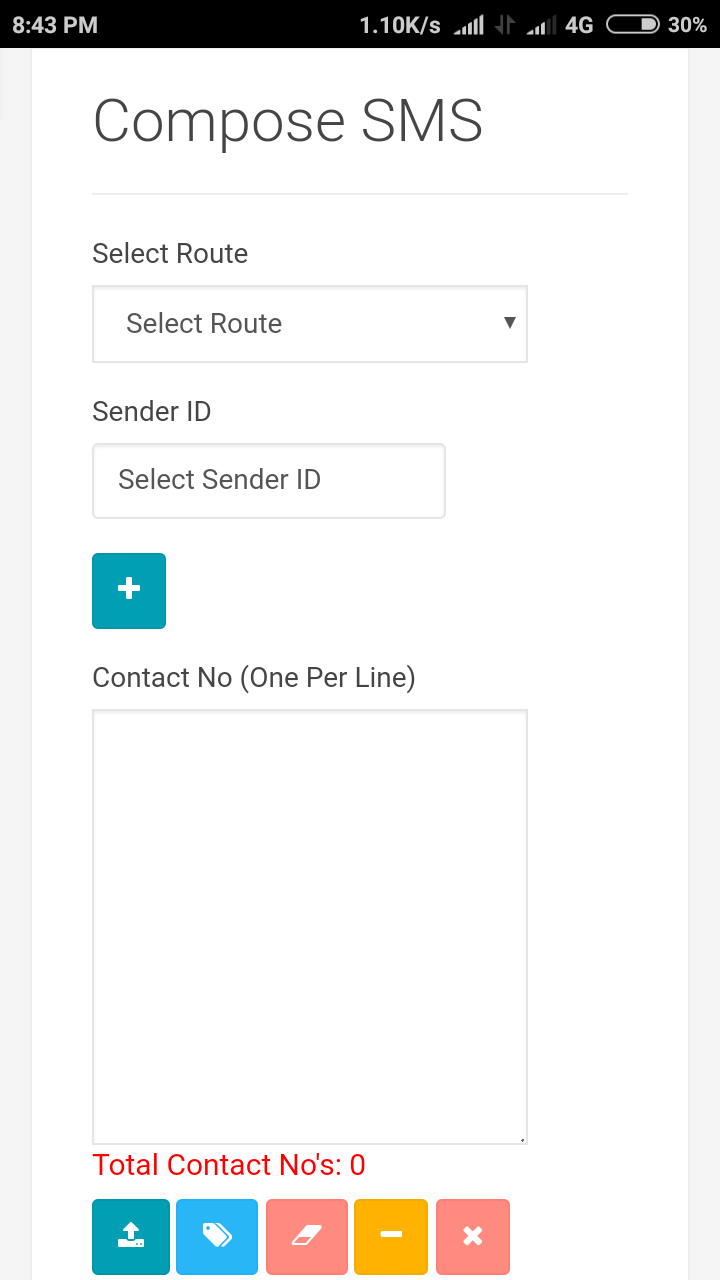 8:43 PM 1.10K/s 4G 30%
Compose SMS
Select Route
Select Route
Sender ID
Select Sender ID
Contact No (One Per Line)
Total Contact No's: 0